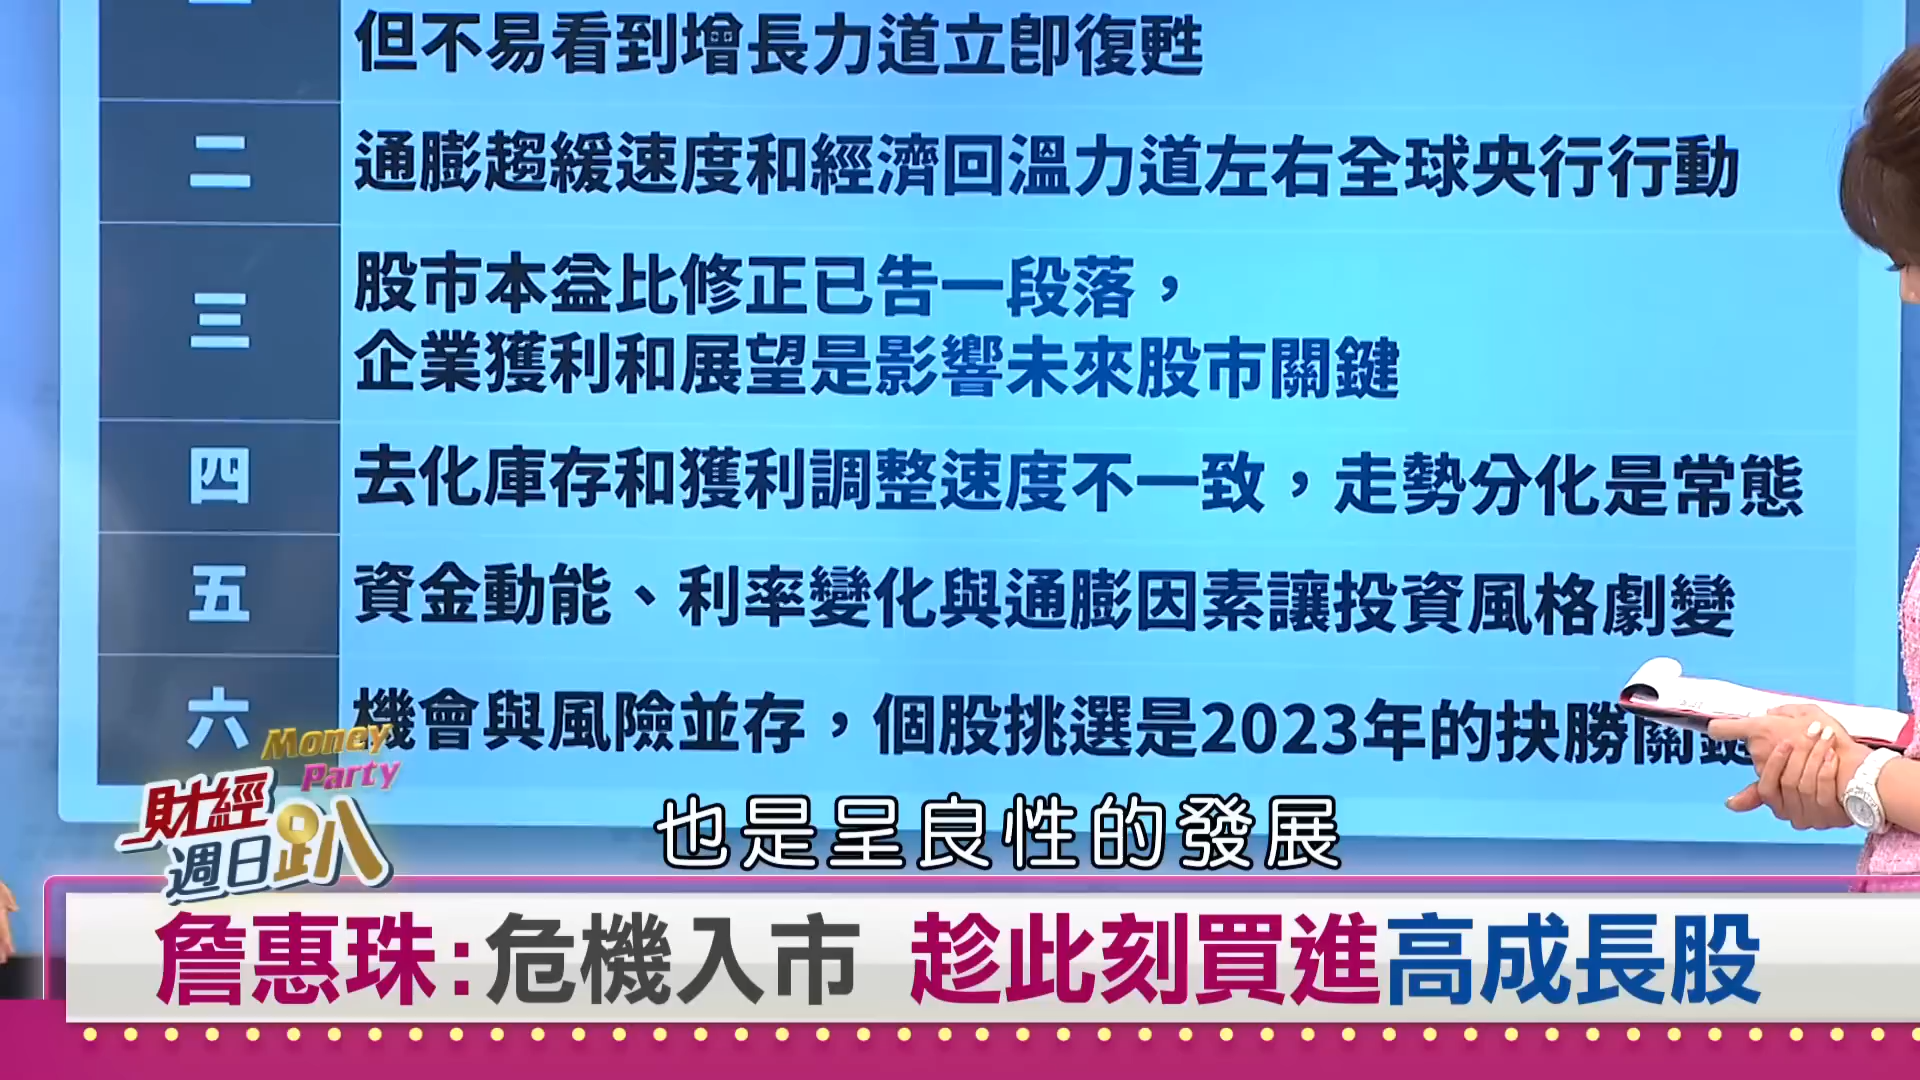 但不易看到增長力道立即復甦
二
通膨趨緩速度和經濟回溫力道左右全球央行行動
三
股市本益比修正已告一段落，
企業獲利和展望是影響未來股市關鍵
四
去化庫存和獲利調整速度不一致，走勢分化是常態
五
資金動能、利率變化與通膨因素讓投資風格劇變
六
機會與風險並存，個股挑選是2023年的抉勝關鍵
Money
Party
財經
週日趴
也是呈良性的發展
詹惠珠:危機入市 趁此刻買進高成長股